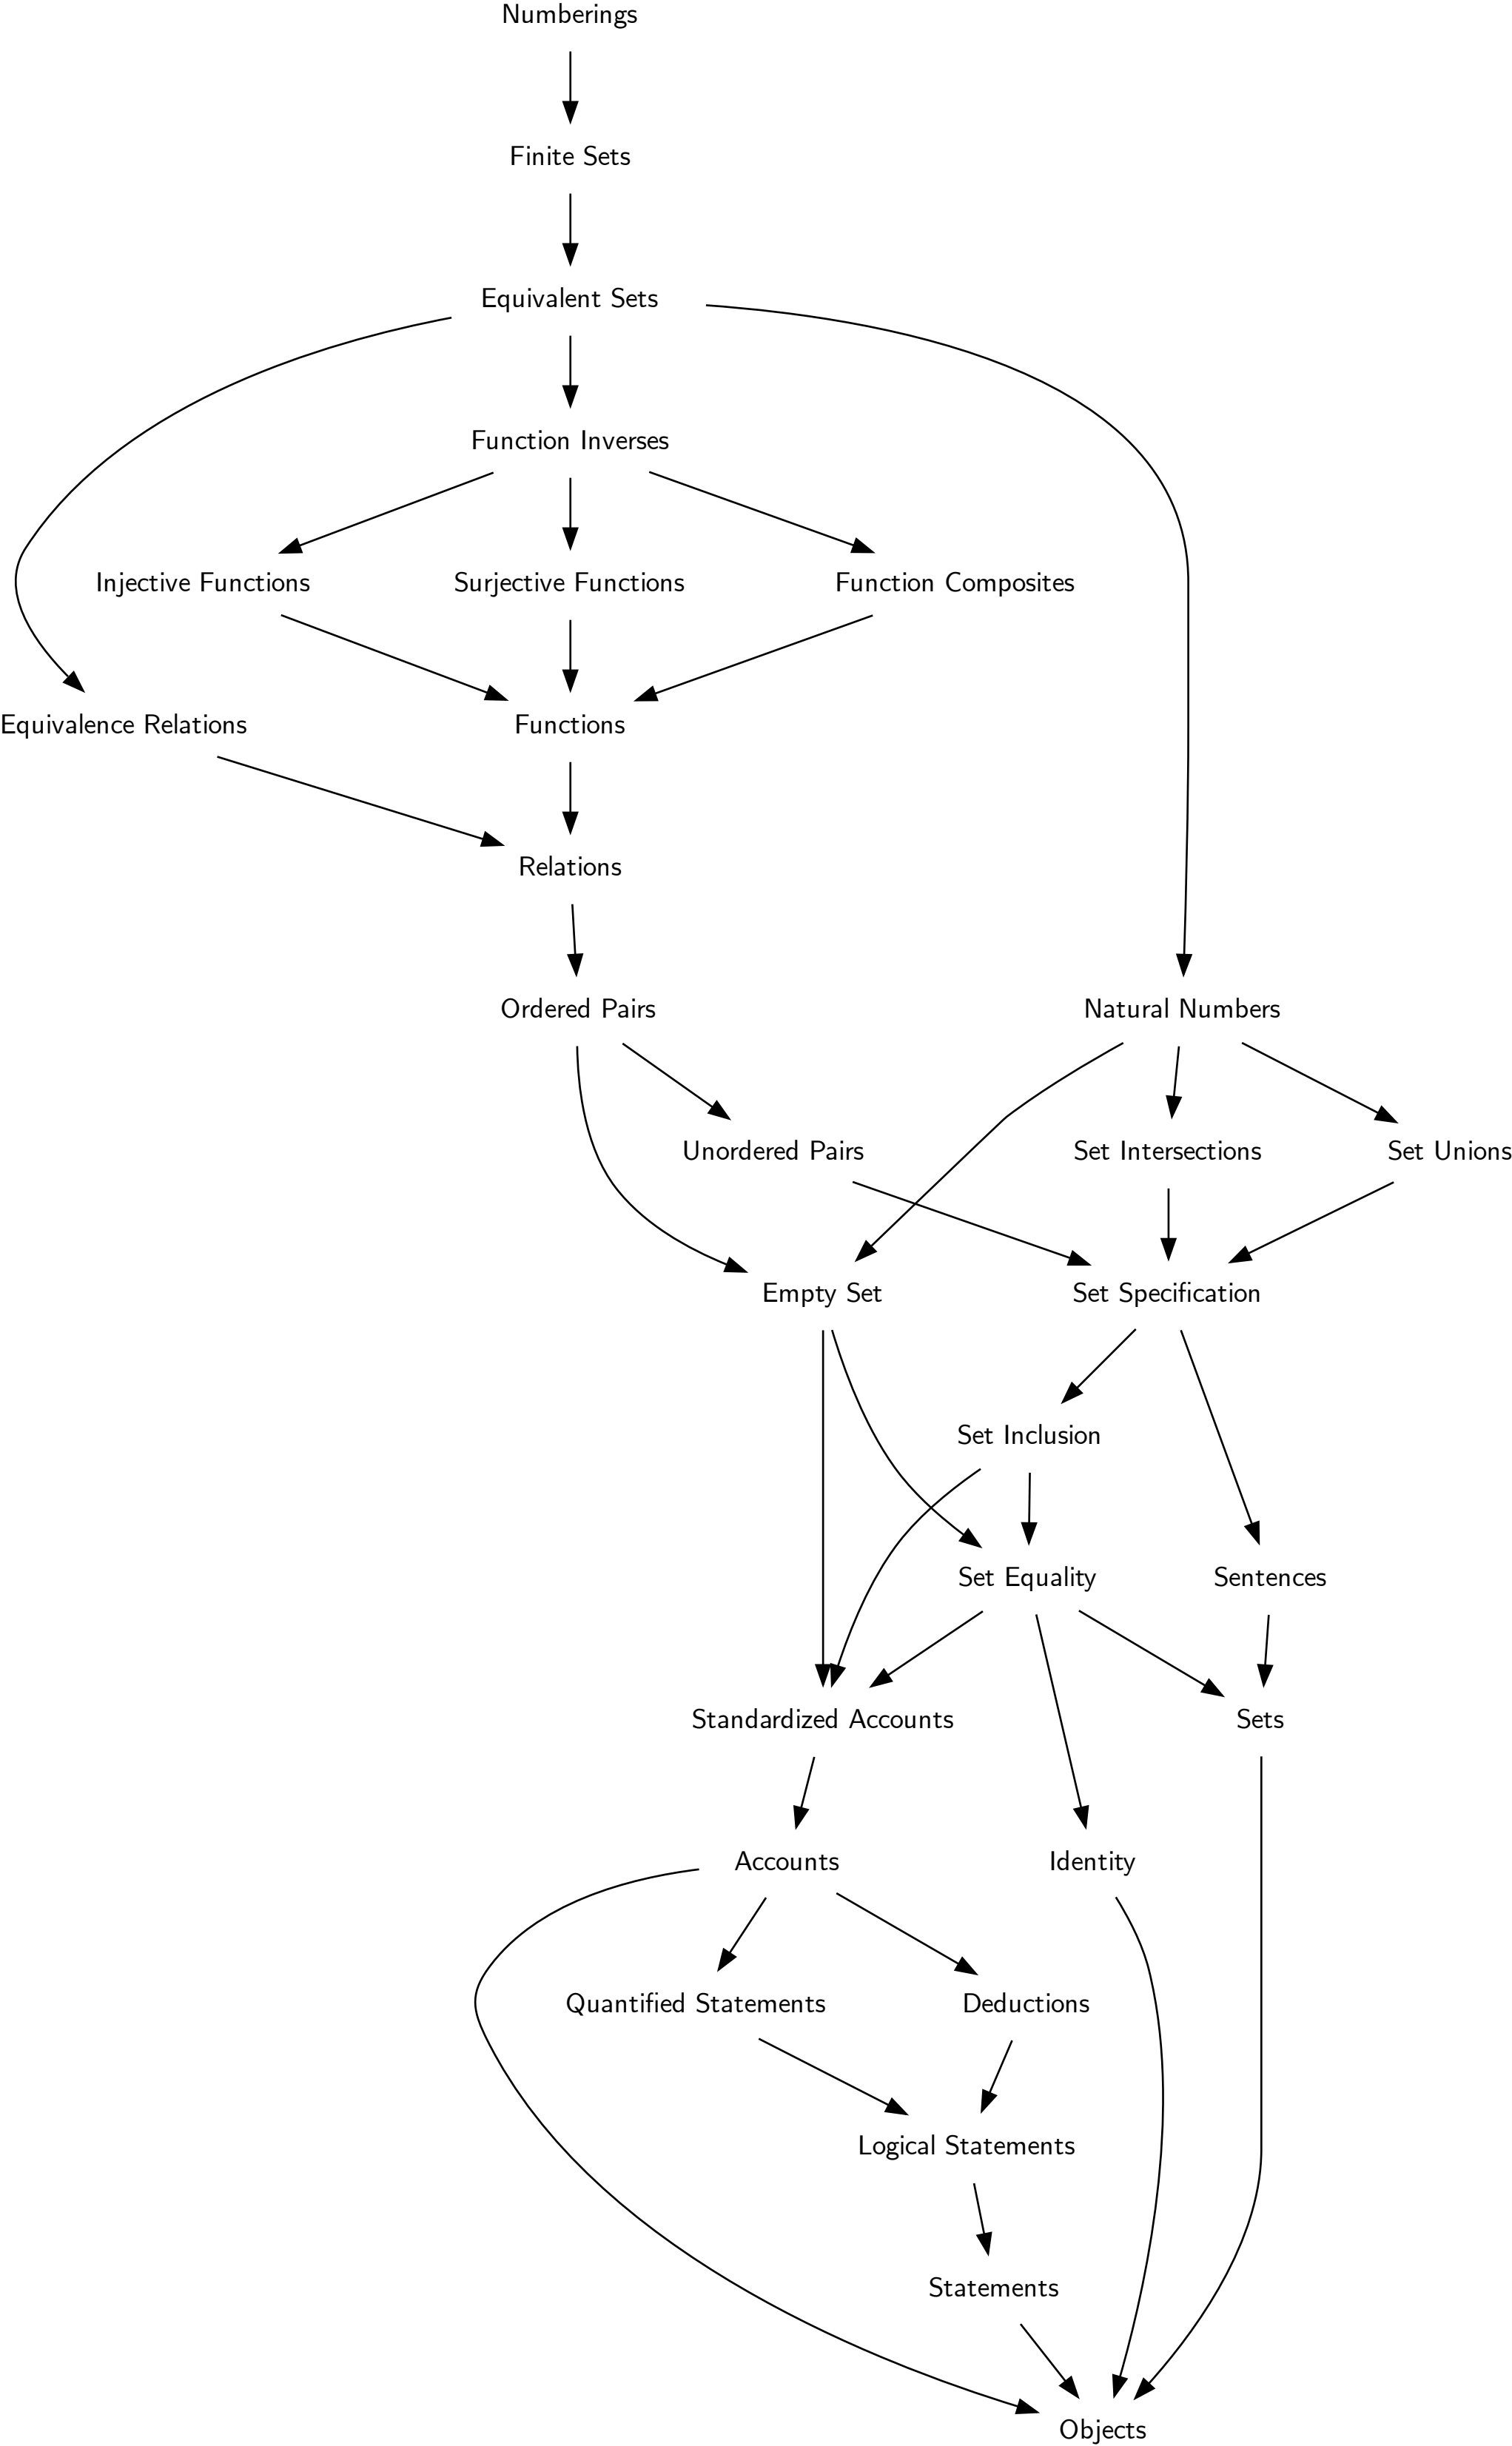 Numberings
Finite Sets
Equivalent Sets
Function Inverses
Injective Functions
Surjective Functions
Function Composites
Equivalence Relations
Functions
Relations
Ordered Pairs
Natural Numbers
Unordered Pairs
Set Intersections
Set Unions
Empty Set
Set Specification
Set Inclusion
Set Equality
Sentences
Standardized Accounts
Sets
Accounts
Identity
Quantified Statements
Deductions
Logical Statements
Statements
Objects